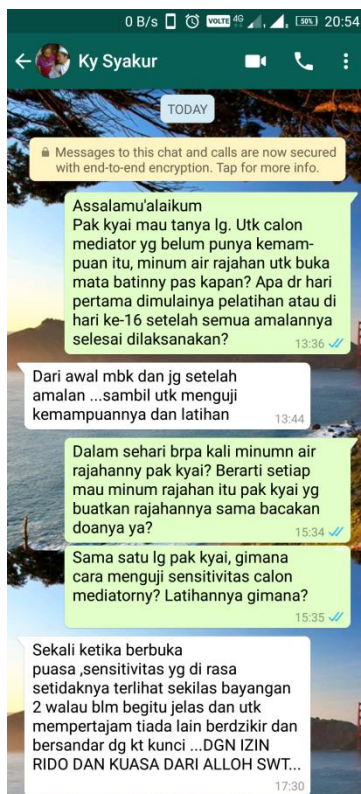 0 B/s VOLTE 4G 50% 20:54
Ky Syakur
TODAY
Messages to this chat and calls are now secured
with end-to-end encryption. Tap for more info.
Assalamu'alaikum
Pak kyai mau tanya lg. Utk calon
mediator yg belum punya kemam-
puan itu, minum air rajahan utk buka
mata batinny pas kapan? Apa dr hari
pertama dimulainya pelatihan atau di
hari ke-16 setelah semua amalannya
selesai dilaksanakan?
13:36
Dari awal mbk dan jg setelah
amalan ...sambil utk menguji
kemampuannya dan latihan
13:44
Dalam sehari brpa kali minumn air
rajahanny pak kyai? Berarti setiap
mau minum rajahan itu pak kyai yg
buatkan rajahannya sama bacakan
doanya ya?
15:34
Sama satu lg pak kyai, gimana
cara menguji sensitivitas calon
mediatorny? Latihannya gimana?
15:35
Sekali ketika berbuka
puasa ,sensitivitas yg di rasa
setidaknya terlihat sekilas bayangan
2 walau blm begitu jelas dan utk
mempertajam tiada lain berdzikir dan
bersandar dg kt kunci ...DGN IZIN
RIDO DAN KUASA DARI ALLOH SWT...
17:30